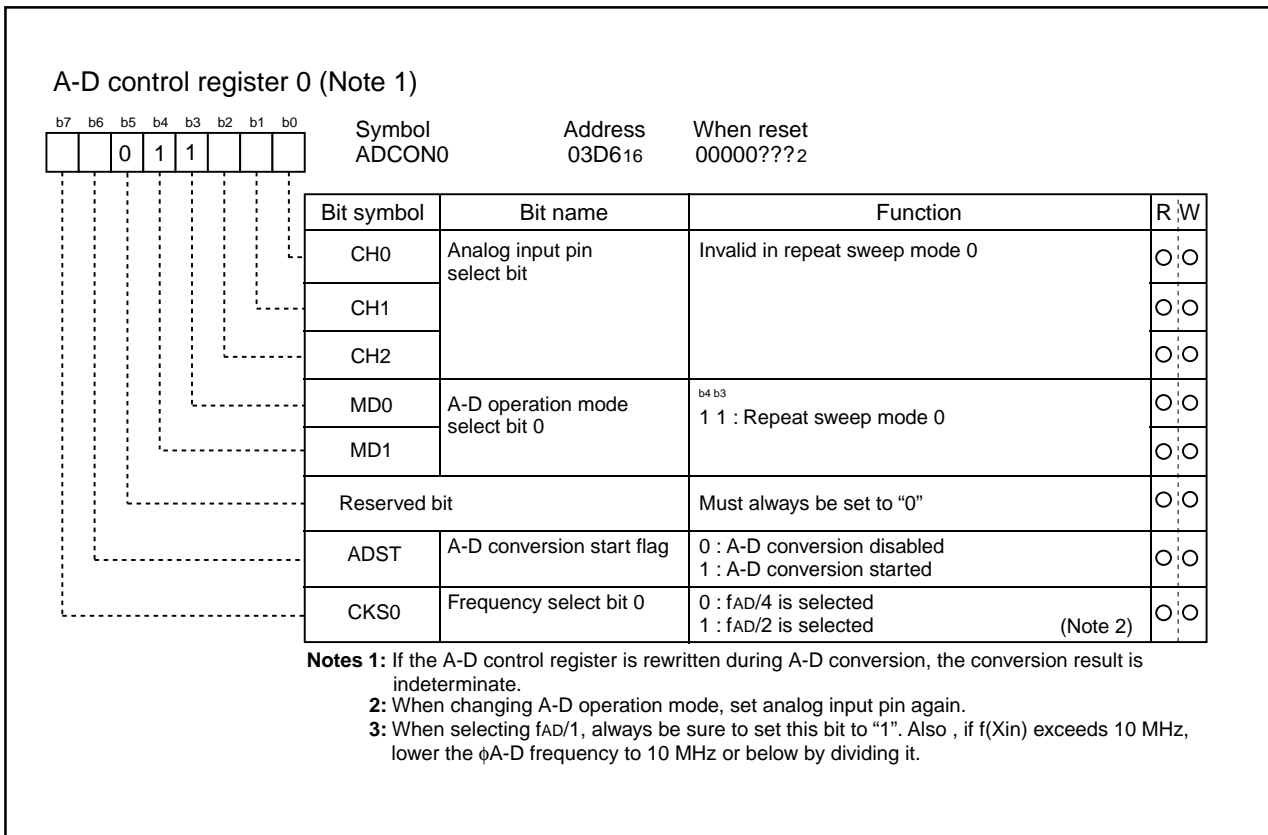 A-D control register 0 (Note 1)
b7 b6 b5 b4 b3 b2 b1 b0
0 1 1
Symbol Address When reset
ADCON0 03D616 00000???2
Bit symbol Bit name Function R W
CH0 Analog input pin select bit Invalid in repeat sweep mode 0
CH1
CH2
MD0 A-D operation mode select bit 0 b4 b3
1 1 : Repeat sweep mode 0
MD1
Reserved bit Must always be set to “0”
ADST A-D conversion start flag 0 : A-D conversion disabled
1 : A-D conversion started
CKS0 Frequency select bit 0 0 : fAD/4 is selected
1 : fAD/2 is selected (Note 2)
Notes 1: If the A-D control register is rewritten during A-D conversion, the conversion result is
indeterminate.
2: When changing A-D operation mode, set analog input pin again.
3: When selecting fAD/1, always be sure to set this bit to “1”. Also , if f(Xin) exceeds 10 MHz,
lower the ϕA-D frequency to 10 MHz or below by dividing it.